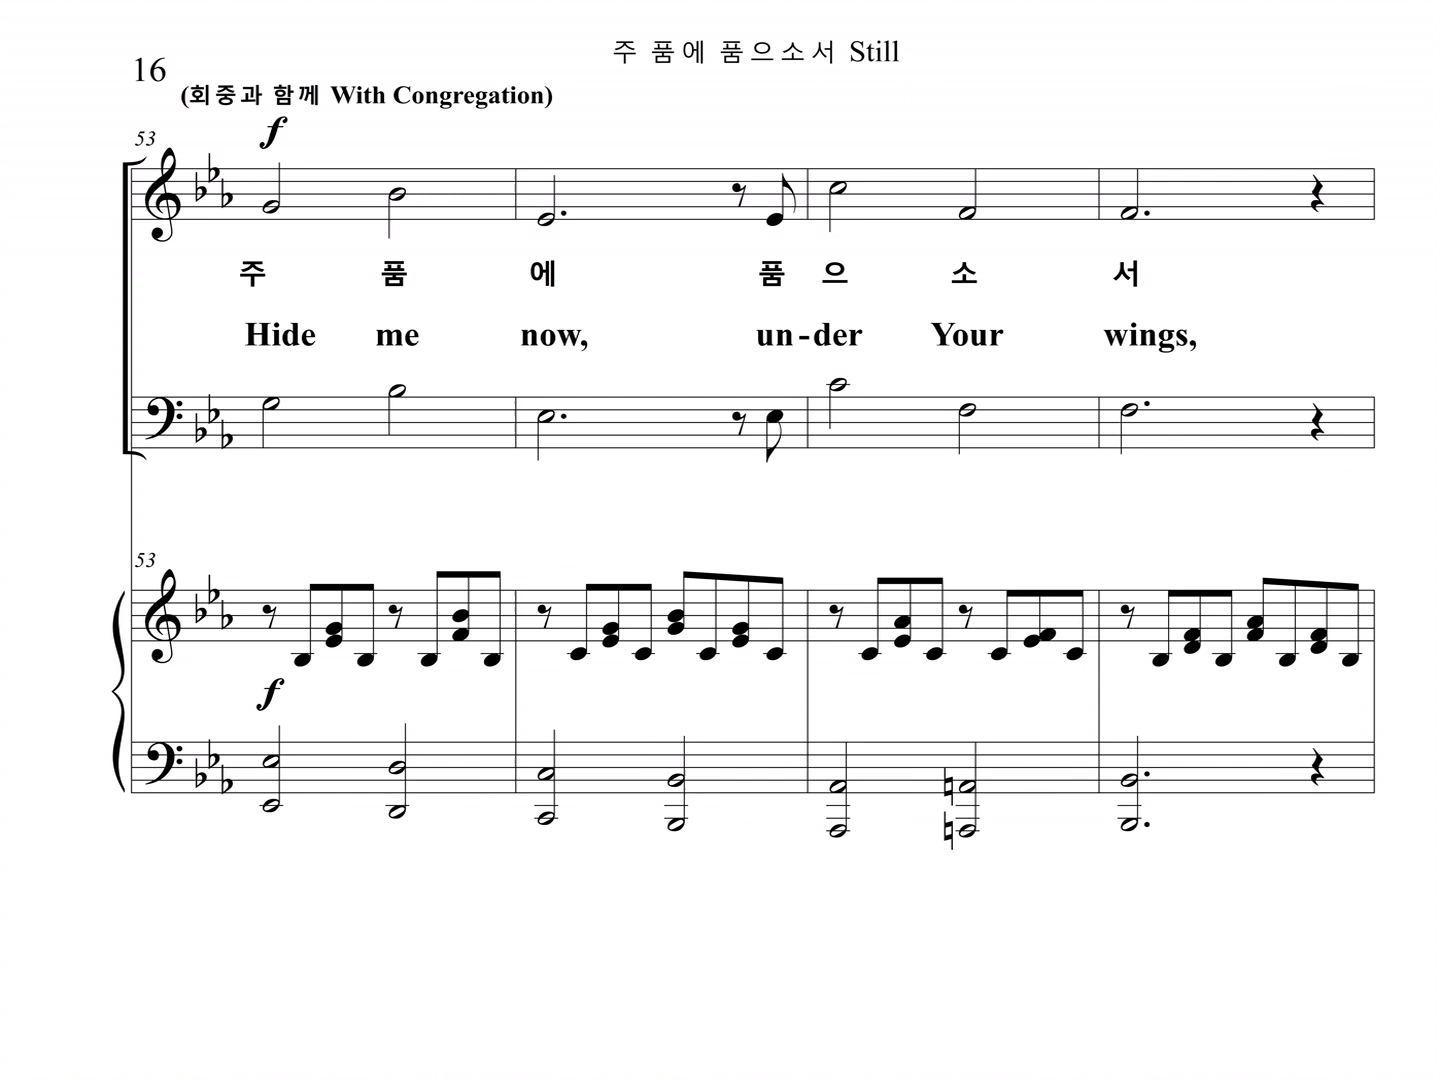 주 품에 품으소서 Still
16
(회중과 함께 With Congregation)
f
53
주 품 에 품 으 소 서
Hide me now, un-der Your wings,
53
f